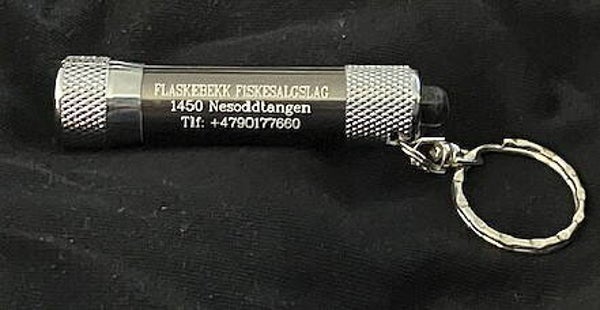 FLASKEBEKK FISKESALGSLAG
1450 Nesoddtangen
Tlf: +4790177660